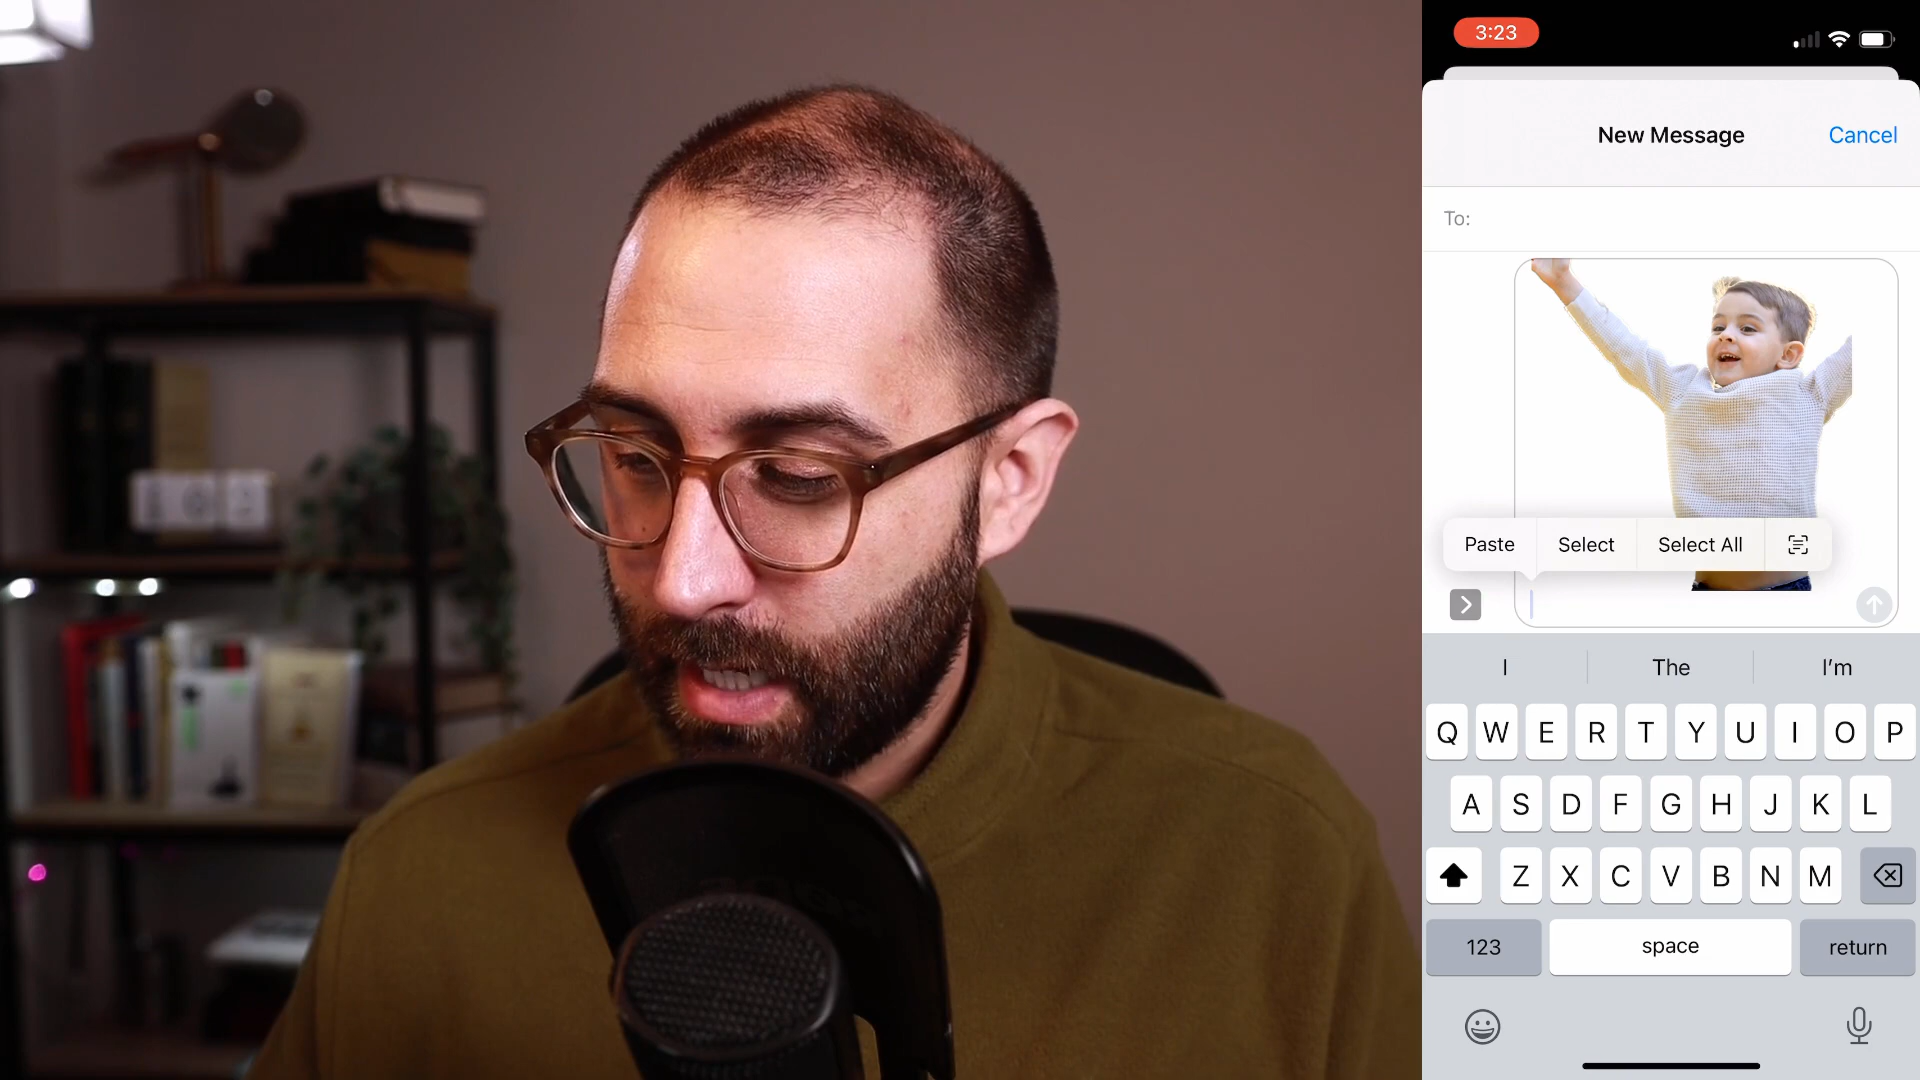 3:23
New Message
Cancel
To:
Paste
Select
Select All
I
The
I'm
Q W E R T Y U I O P
A S D F G H J K L
Z X C V B N M
123
space
return